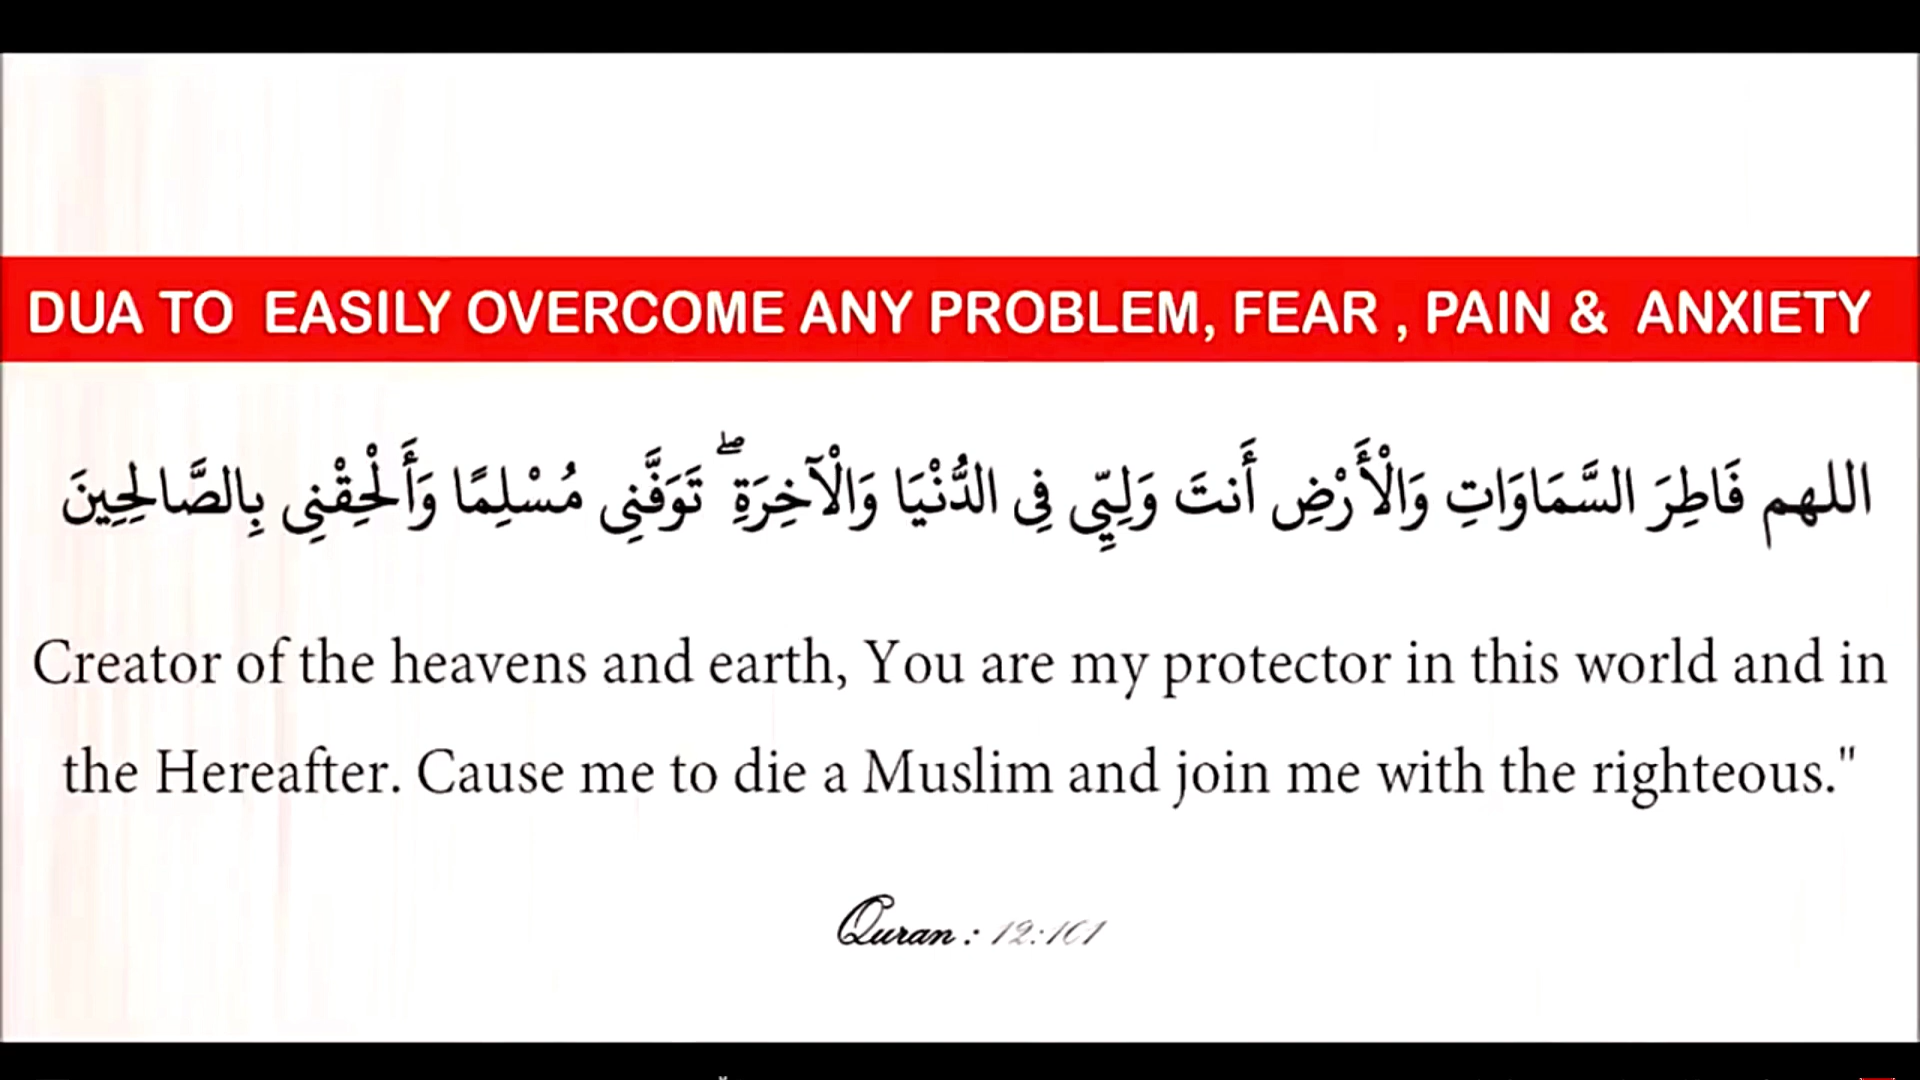 DUA TO EASILY OVERCOME ANY PROBLEM, FEAR , PAIN & ANXIETY
اللهم فَاطِرَ السَّمَاوَاتِ وَالْأَرْضِ أَنتَ وَلِيِّي فِي الدُّنْيَا وَالْآخِرَةِ ۖ تَوَفَّنِي مُسْلِمًا وَأَلْحِقْنِي بِالصَّالِحِينَ
Creator of the heavens and earth, You are my protector in this world and in
the Hereafter. Cause me to die a Muslim and join me with the righteous."
Quran : 12:101